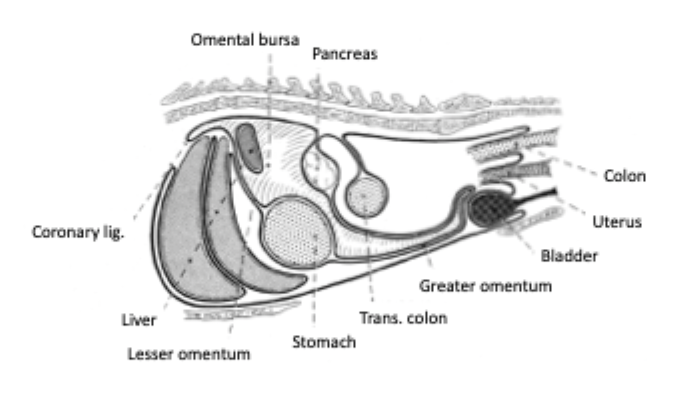 Omental bursa
Pancreas
Colon
Uterus
Coronary lig.
Bladder
Greater omentum
Liver
Trans. colon
Stomach
Lesser omentum